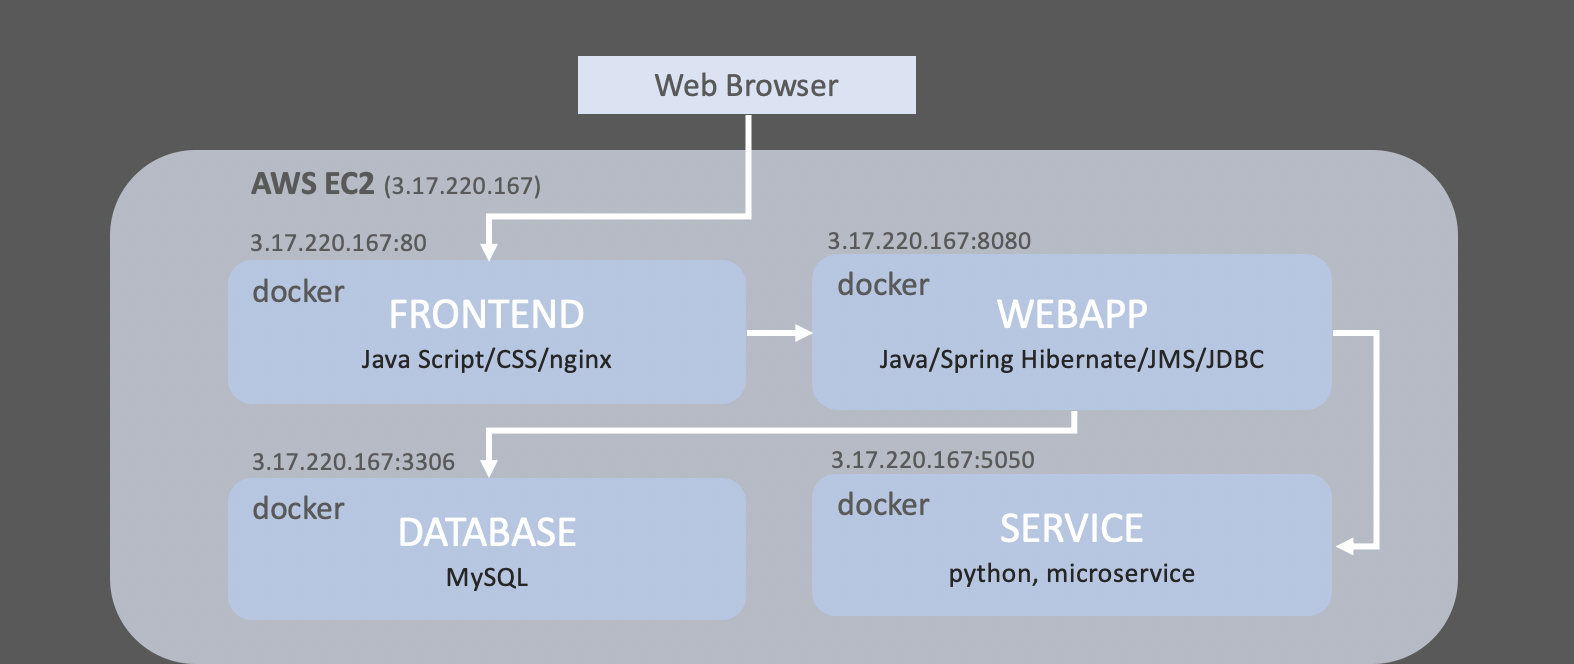 Web Browser
AWS EC2 (3.17.220.167)
3.17.220.167:80
docker
FRONTEND
Java Script/CSS/nginx
3.17.220.167:8080
docker
WEBAPP
Java/Spring Hibernate/JMS/JDBC
3.17.220.167:3306
docker
DATABASE
MySQL
3.17.220.167:5050
docker
SERVICE
python, microservice